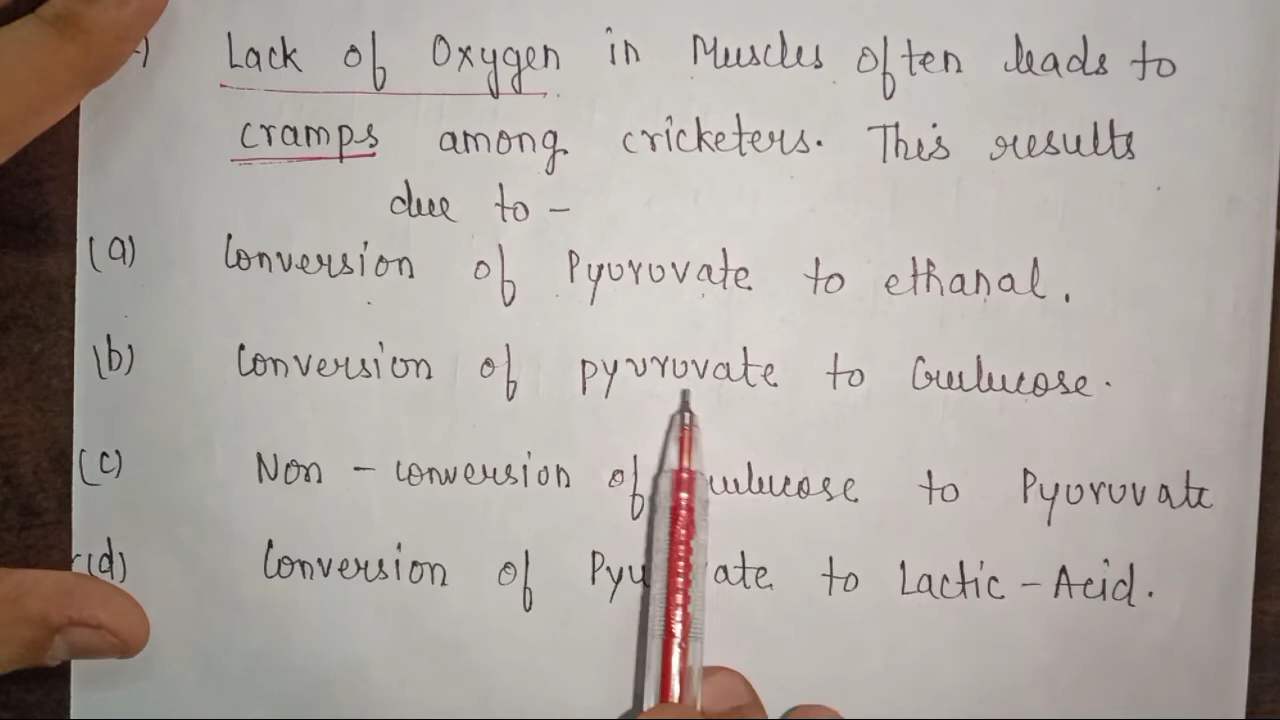 Lack of Oxygen in Muscles often leads to
cramps among cricketers. This results
due to -
(a) Conversion of Pyuruvate to ethanal.
(b) Conversion of pyuruvate to Gulucose.
(c) Non-conversion of to Pyuruvate
(d) Conversion of to Lactic-Acid.